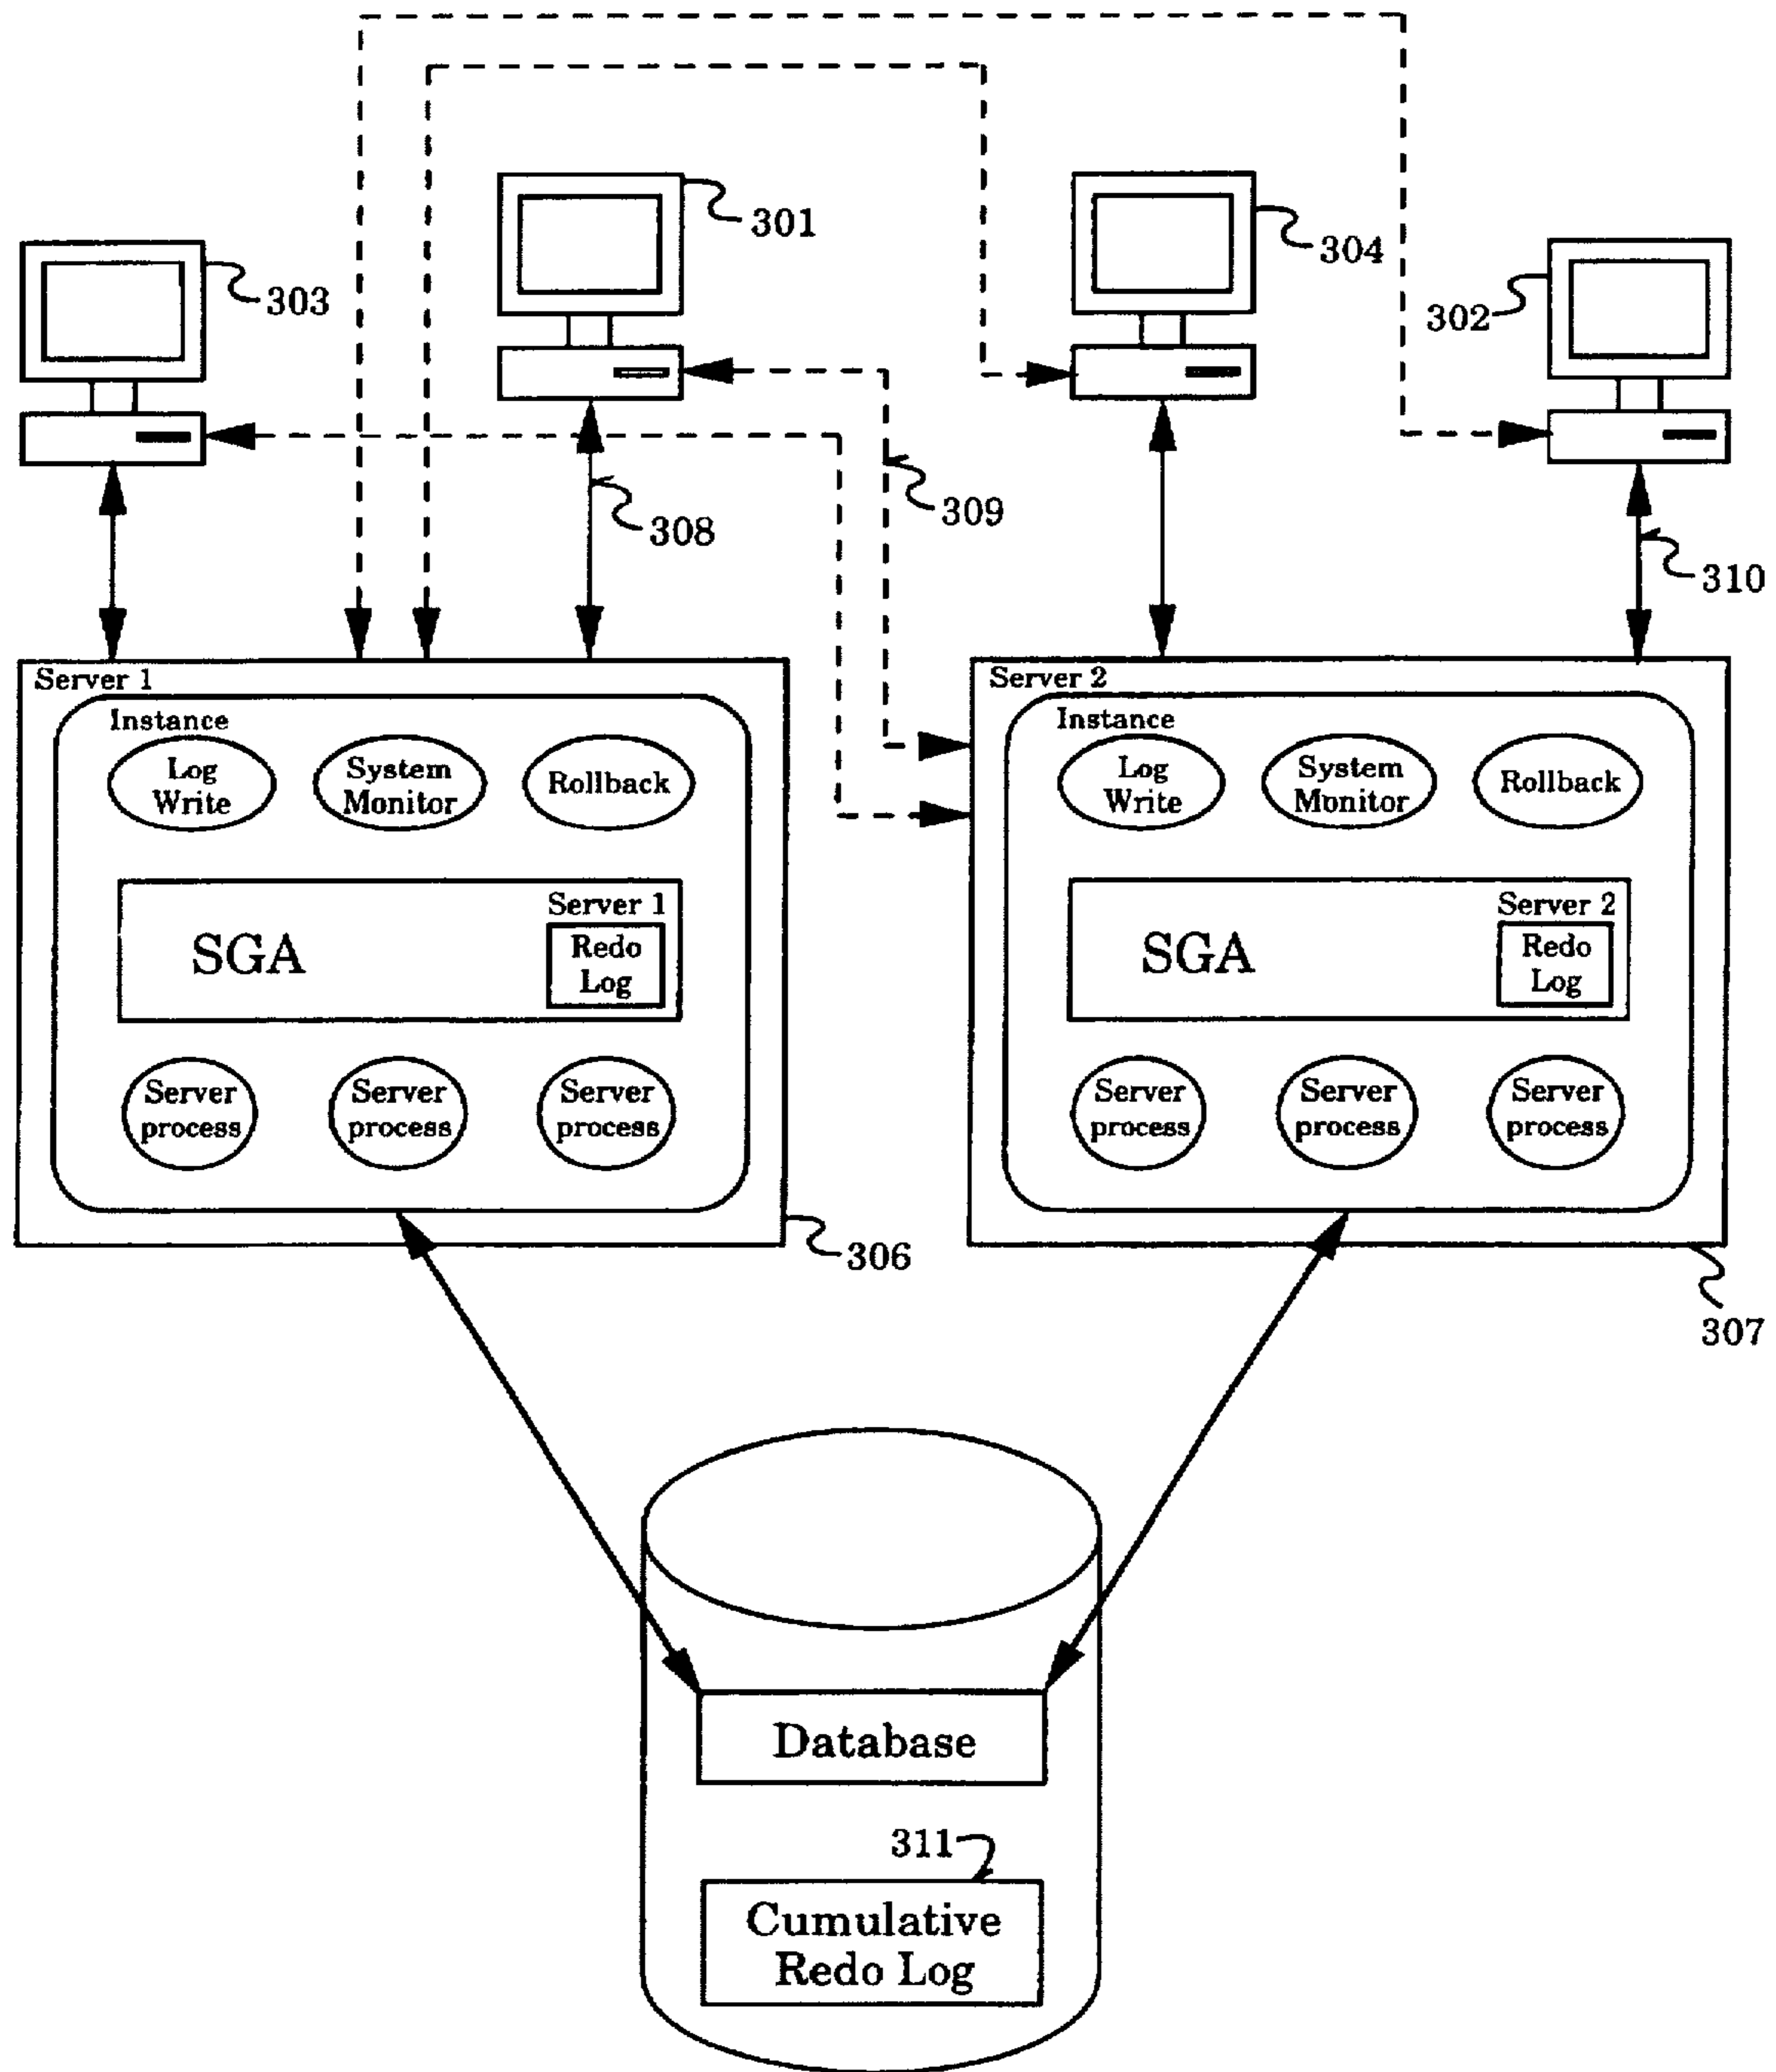 301
304
303
302
308
309
310
Server 1
Instance
Log
Write
System
Monitor
Rollback
Server 1
SGA
Redo
Log
Server
process
Server
process
Server
process
306
Server 2
Instance
Log
Write
System
Monitor
Rollback
Server 2
SGA
Redo
Log
Server
process
Server
process
Server
process
307
Database
311
Cumulative
Redo Log